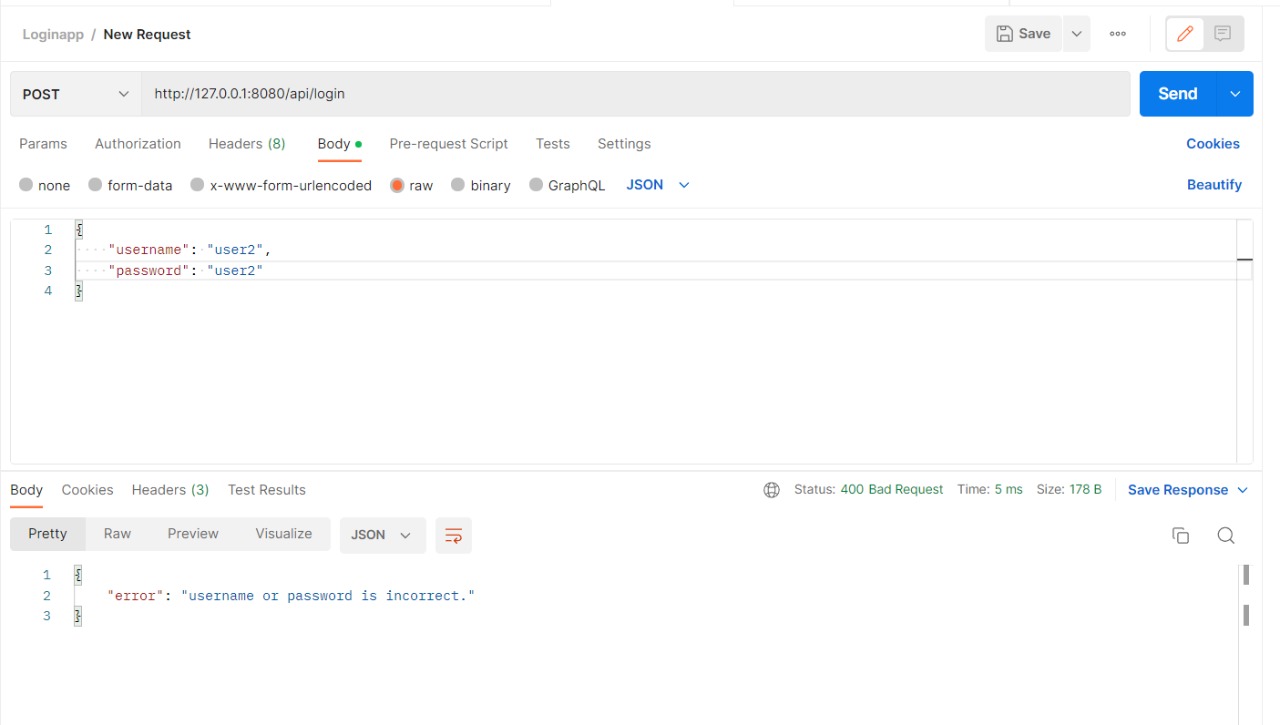 Loginapp / New Request
Save
POST
http://127.0.0.1:8080/api/login
Send
Params Authorization Headers (8) Body Pre-request Script Tests Settings Cookies
none form-data x-www-form-urlencoded raw binary GraphQL JSON Beautify
1 {
2 "username": "user2",
3 "password": "user2"
4 }
Body Cookies Headers (3) Test Results Status: 400 Bad Request Time: 5 ms Size: 178 B Save Response
Pretty Raw Preview Visualize JSON
1 {
2 "error": "username or password is incorrect."
3 }